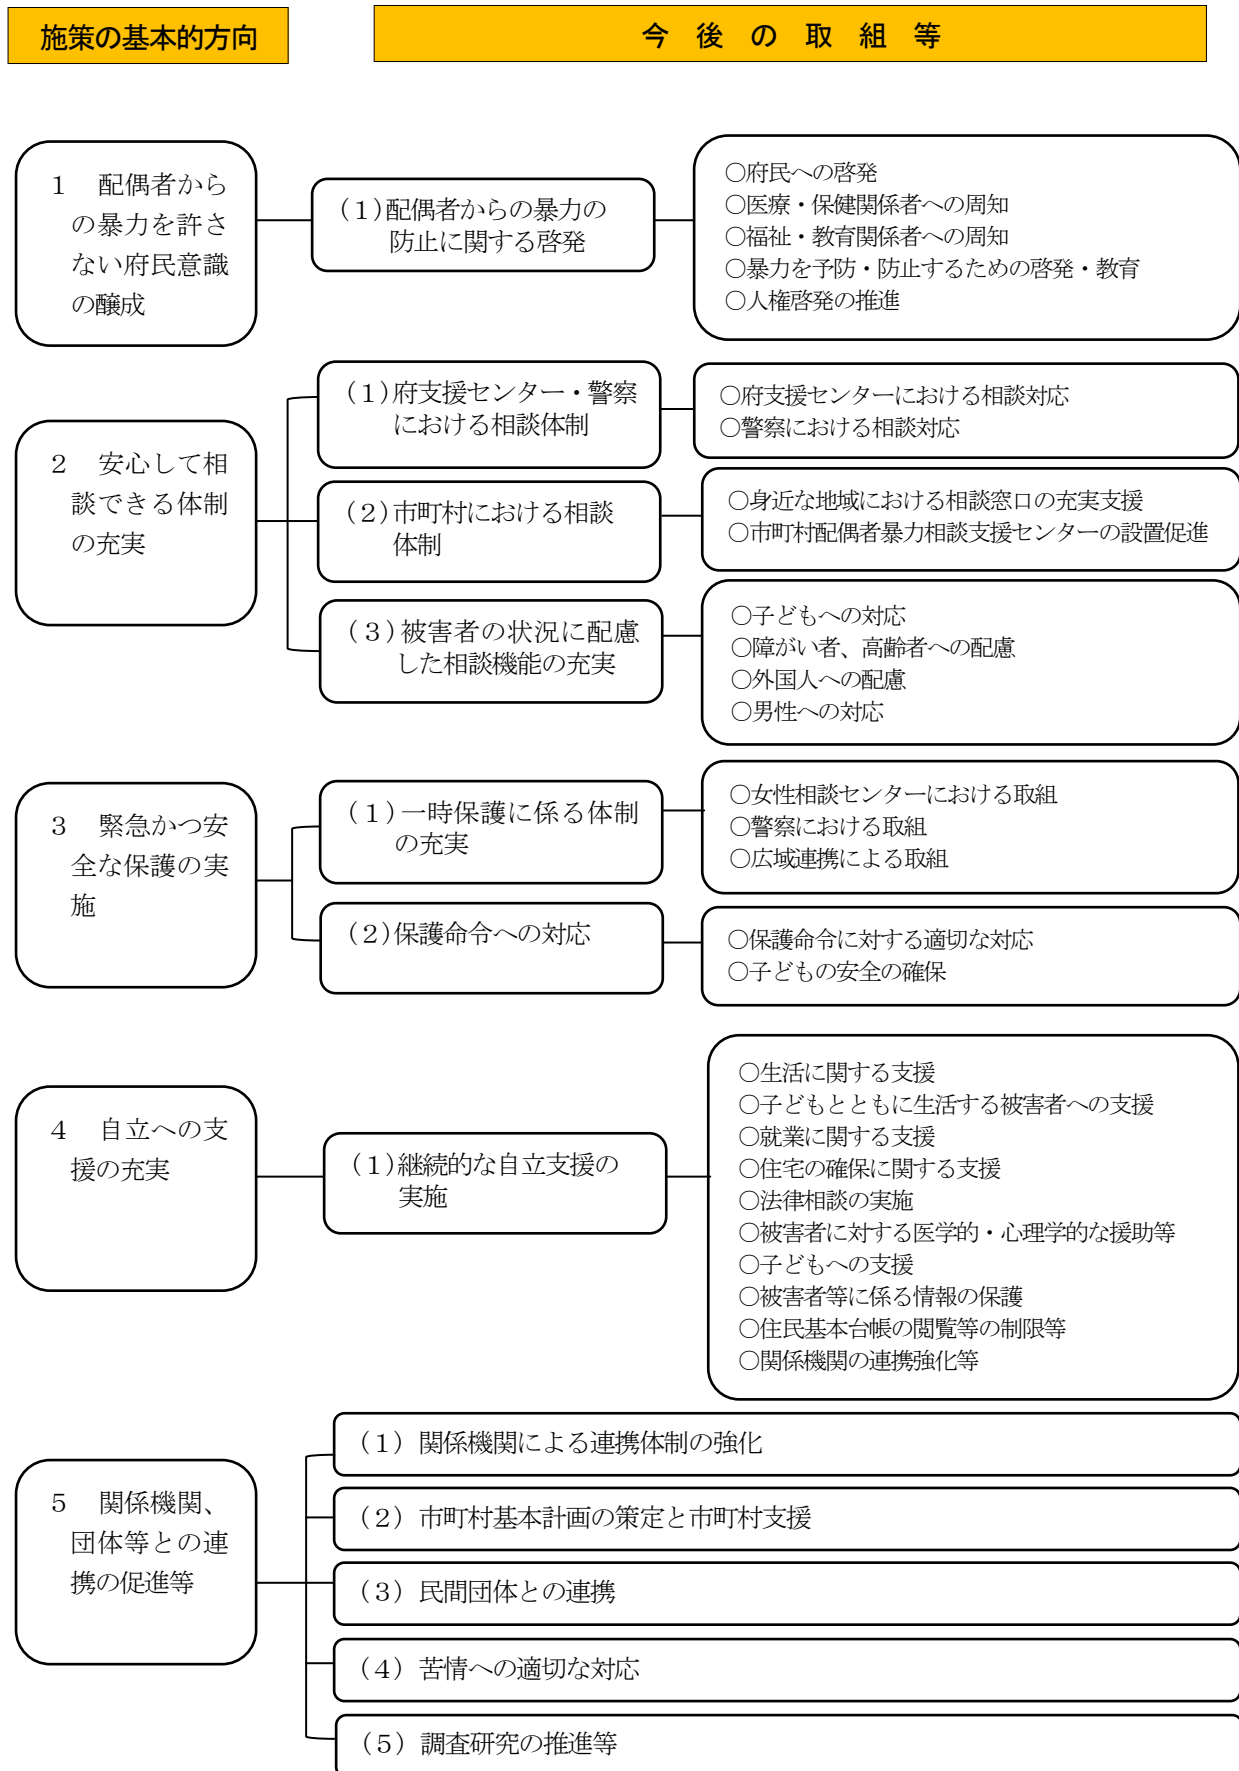 施策の基本的方向
今後の取組等
1 配偶者から
の暴力を許さ
ない府民意識
の醸成
(1)配偶者からの暴力の
防止に関する啓発
○府民への啓発
○医療・保健関係者への周知
○福祉・教育関係者への周知
○暴力を予防・防止するための啓発・教育
○人権啓発の推進
2 安心して相
談できる体制
の充実
(1)府支援センター・警察
における相談体制
○府支援センターにおける相談対応
○警察における相談対応
(2)市町村における相談
体制
○身近な地域における相談窓口の充実支援
○市町村配偶者暴力相談支援センターの設置促進
(3)被害者の状況に配慮
した相談機能の充実
○子どもへの対応
○障がい者、高齢者への配慮
○外国人への配慮
○男性への対応
3 緊急かつ安
全な保護の実
施
(1)一時保護に係る体制
の充実
○女性相談センターにおける取組
○警察における取組
○広域連携による取組
(2)保護命令への対応
○保護命令に対する適切な対応
○子どもの安全の確保
4 自立への支
援の充実
(1)継続的な自立支援の
実施
○生活に関する支援
○子どもとともに生活する被害者への支援
○就業に関する支援
○住宅の確保に関する支援
○法律相談の実施
○被害者に対する医学的・心理学的な援助等
○子どもへの支援
○被害者等に係る情報の保護
○住民基本台帳の閲覧等の制限等
○関係機関の連携強化等
5 関係機関、
団体等との連
携の促進等
(1)関係機関による連携体制の強化
(2)市町村基本計画の策定と市町村支援
(3)民間団体との連携
(4)苦情への適切な対応
(5)調査研究の推進等